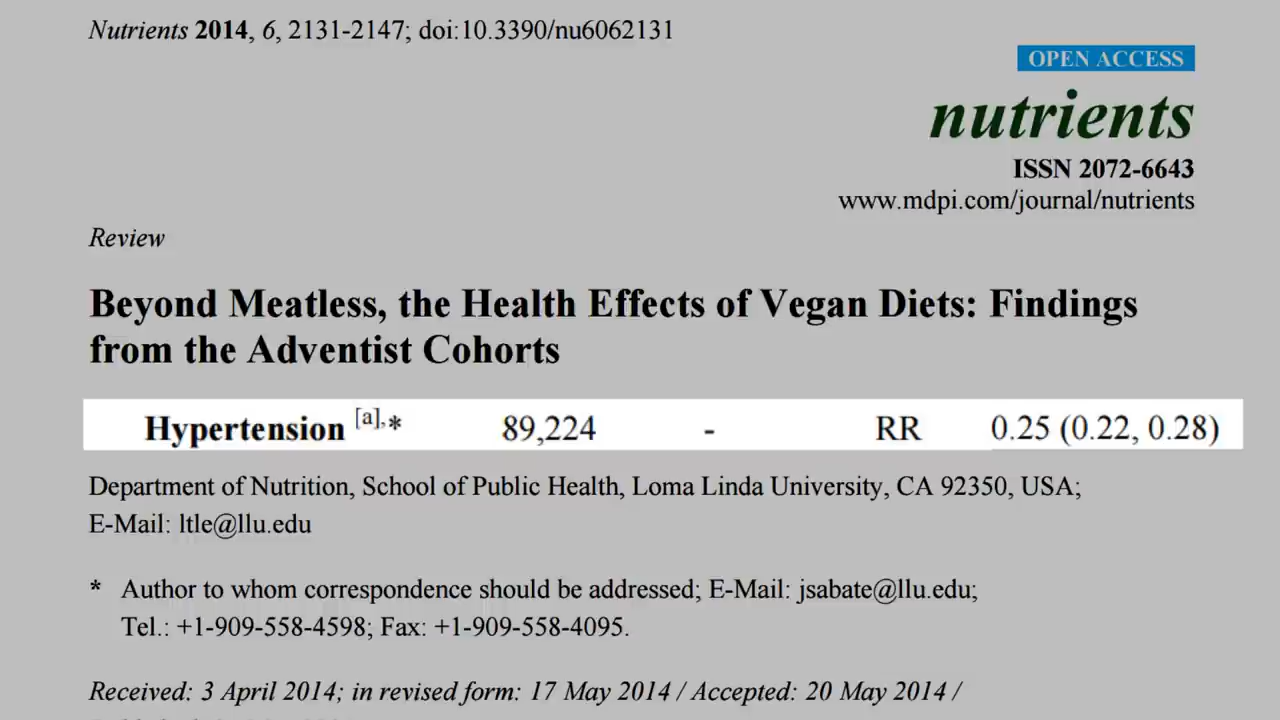 Nutrients 2014, 6, 2131-2147; doi:10.3390/nu6062131
OPEN ACCESS
nutrients
ISSN 2072-6643
www.mdpi.com/journal/nutrients
Review
Beyond Meatless, the Health Effects of Vegan Diets: Findings
from the Adventist Cohorts
Hypertension [a],* 89,224 - RR 0.25 (0.22, 0.28)
Department of Nutrition, School of Public Health, Loma Linda University, CA 92350, USA;
E-Mail: ltle@llu.edu
* Author to whom correspondence should be addressed; E-Mail: jsabate@llu.edu;
Tel.: +1-909-558-4598; Fax: +1-909-558-4095.
Received: 3 April 2014; in revised form: 17 May 2014 / Accepted: 20 May 2014 /